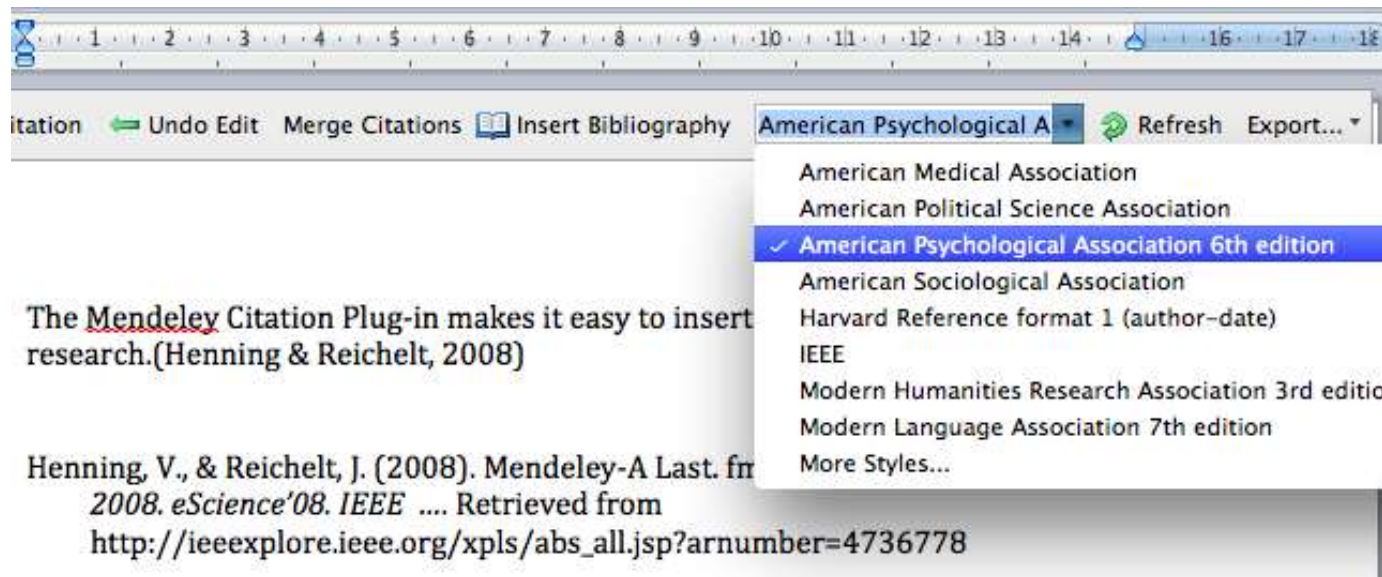 1 2 3 4 5 6 7 8 9 10 11 12 13 14 16 17 18
itation Undo Edit Merge Citations Insert Bibliography American Psychological A Refresh Export...
American Medical Association
American Political Science Association
✓ American Psychological Association 6th edition
American Sociological Association
Harvard Reference format 1 (author-date)
IEEE
Modern Humanities Research Association 3rd editio
Modern Language Association 7th edition
More Styles...
The Mendeley Citation Plug-in makes it easy to insert
research.(Henning & Reichelt, 2008)
Henning, V., & Reichelt, J. (2008). Mendeley-A Last. fm
2008. eScience'08. IEEE .... Retrieved from
http://ieeexplore.ieee.org/xpls/abs_all.jsp?arnumber=4736778